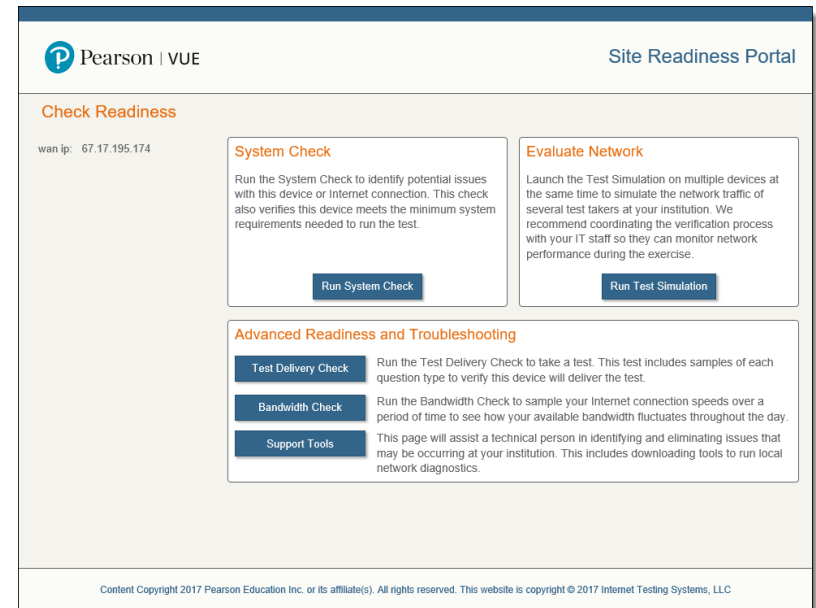 Pearson | VUE
Site Readiness Portal
Check Readiness
wan ip: 67.17.195.174
System Check
Run the System Check to identify potential issues
with this device or Internet connection. This check
also verifies this device meets the minimum system
requirements needed to run the test.
Run System Check
Evaluate Network
Launch the Test Simulation on multiple devices at
the same time to simulate the network traffic of
several test takers at your institution. We
recommend coordinating the verification process
with your IT staff so they can monitor network
performance during the exercise.
Run Test Simulation
Advanced Readiness and Troubleshooting
Test Delivery Check
Run the Test Delivery Check to take a test. This test includes samples of each
question type to verify this device will deliver the test.
Bandwidth Check
Run the Bandwidth Check to sample your Internet connection speeds over a
period of time to see how your available bandwidth fluctuates throughout the day.
Support Tools
This page will assist a technical person in identifying and eliminating issues that
may be occurring at your institution. This includes downloading tools to run local
network diagnostics.
Content Copyright 2017 Pearson Education Inc. or its affiliate(s). All rights reserved. This website is copyright © 2017 Internet Testing Systems, LLC